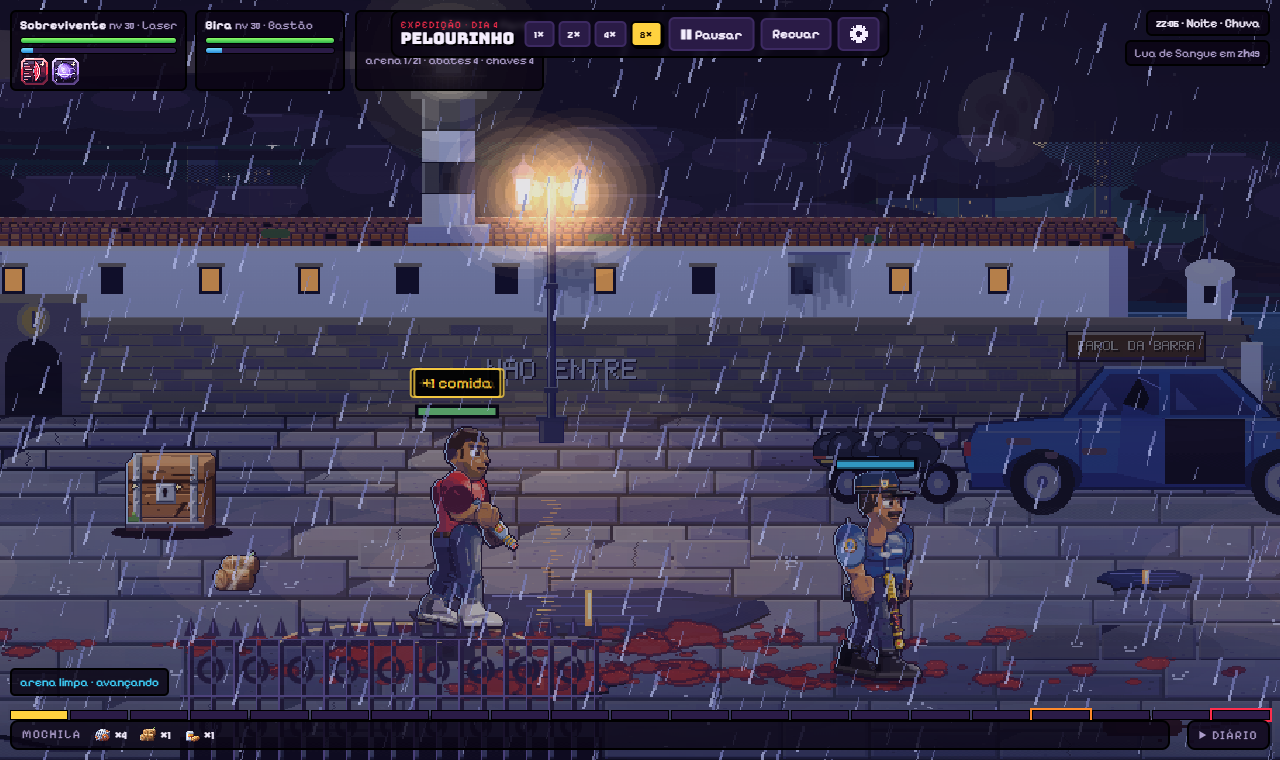 Sobrevivente nv 30 · Laser
Bira nv 30 · Bastão
EXPEDIÇÃO · DIA 4
PELOURINHO
1×
2×
4×
8×
Pausar
Recuar
arena 1/21 · abates 4 · chaves 4
22:06 · Noite · Chuva
Lua de Sangue em 2h49
NÃO ENTRE
FAROL DA BARRA
+1 comida
arena limpa · avançando
MOCHILA ×4 ×1 ×1
DIÁRIO